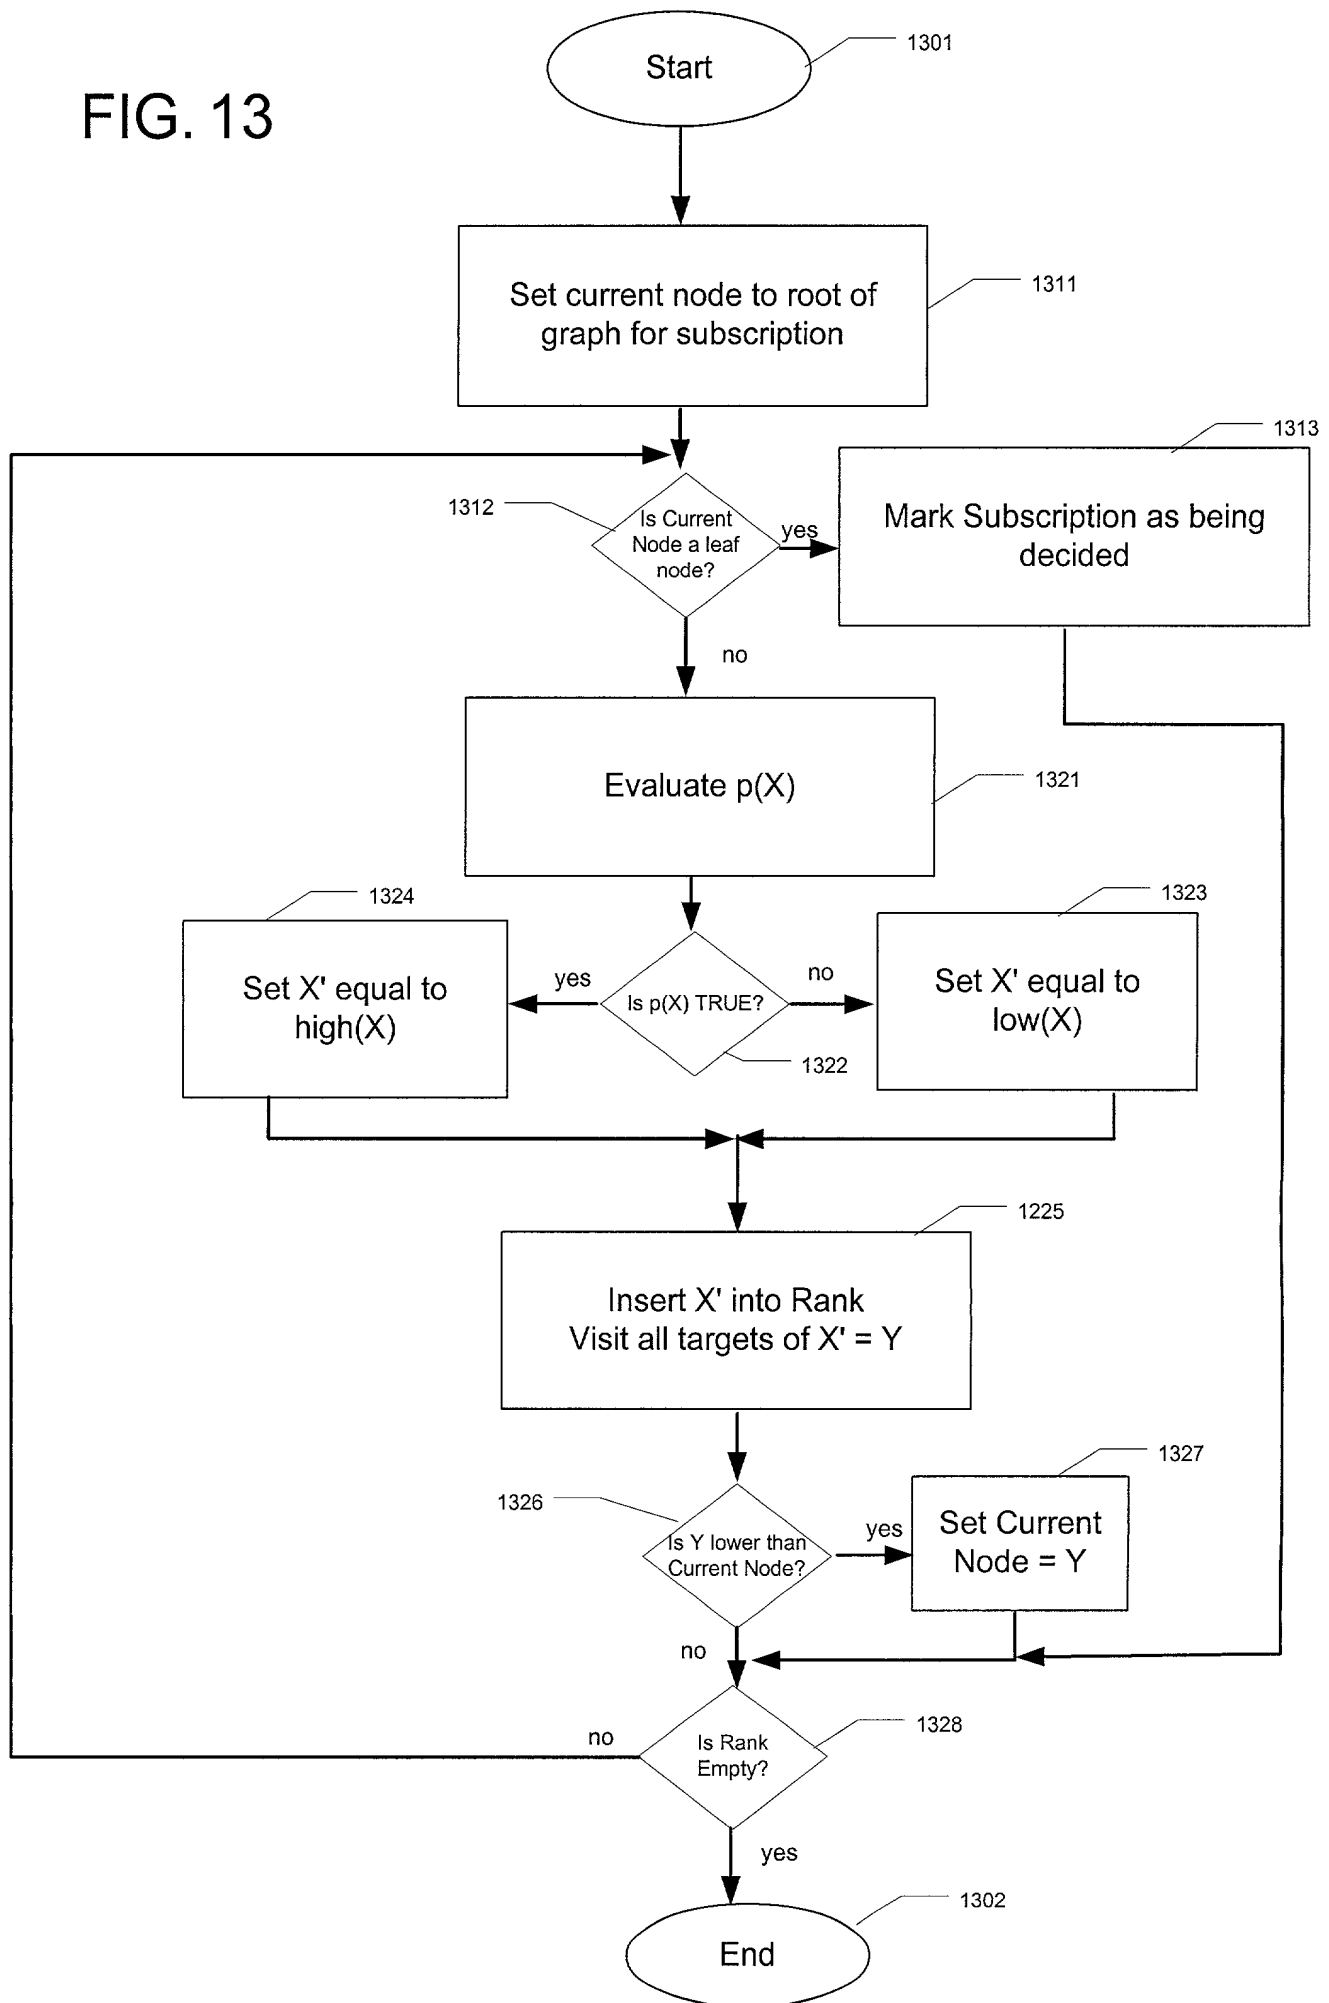 FIG. 13
Start
1301
Set current node to root of
graph for subscription
1311
1312
Is Current
Node a leaf
node?
yes
1313
Mark Subscription as being
decided
no
Evaluate p(X)
1321
1324
1323
Set X' equal to
high(X)
yes
Is p(X) TRUE?
no
Set X' equal to
low(X)
1322
1225
Insert X' into Rank
Visit all targets of X' = Y
1326
Is Y lower than
Current Node?
yes
1327
Set Current
Node = Y
no
no
Is Rank
Empty?
1328
yes
1302
End